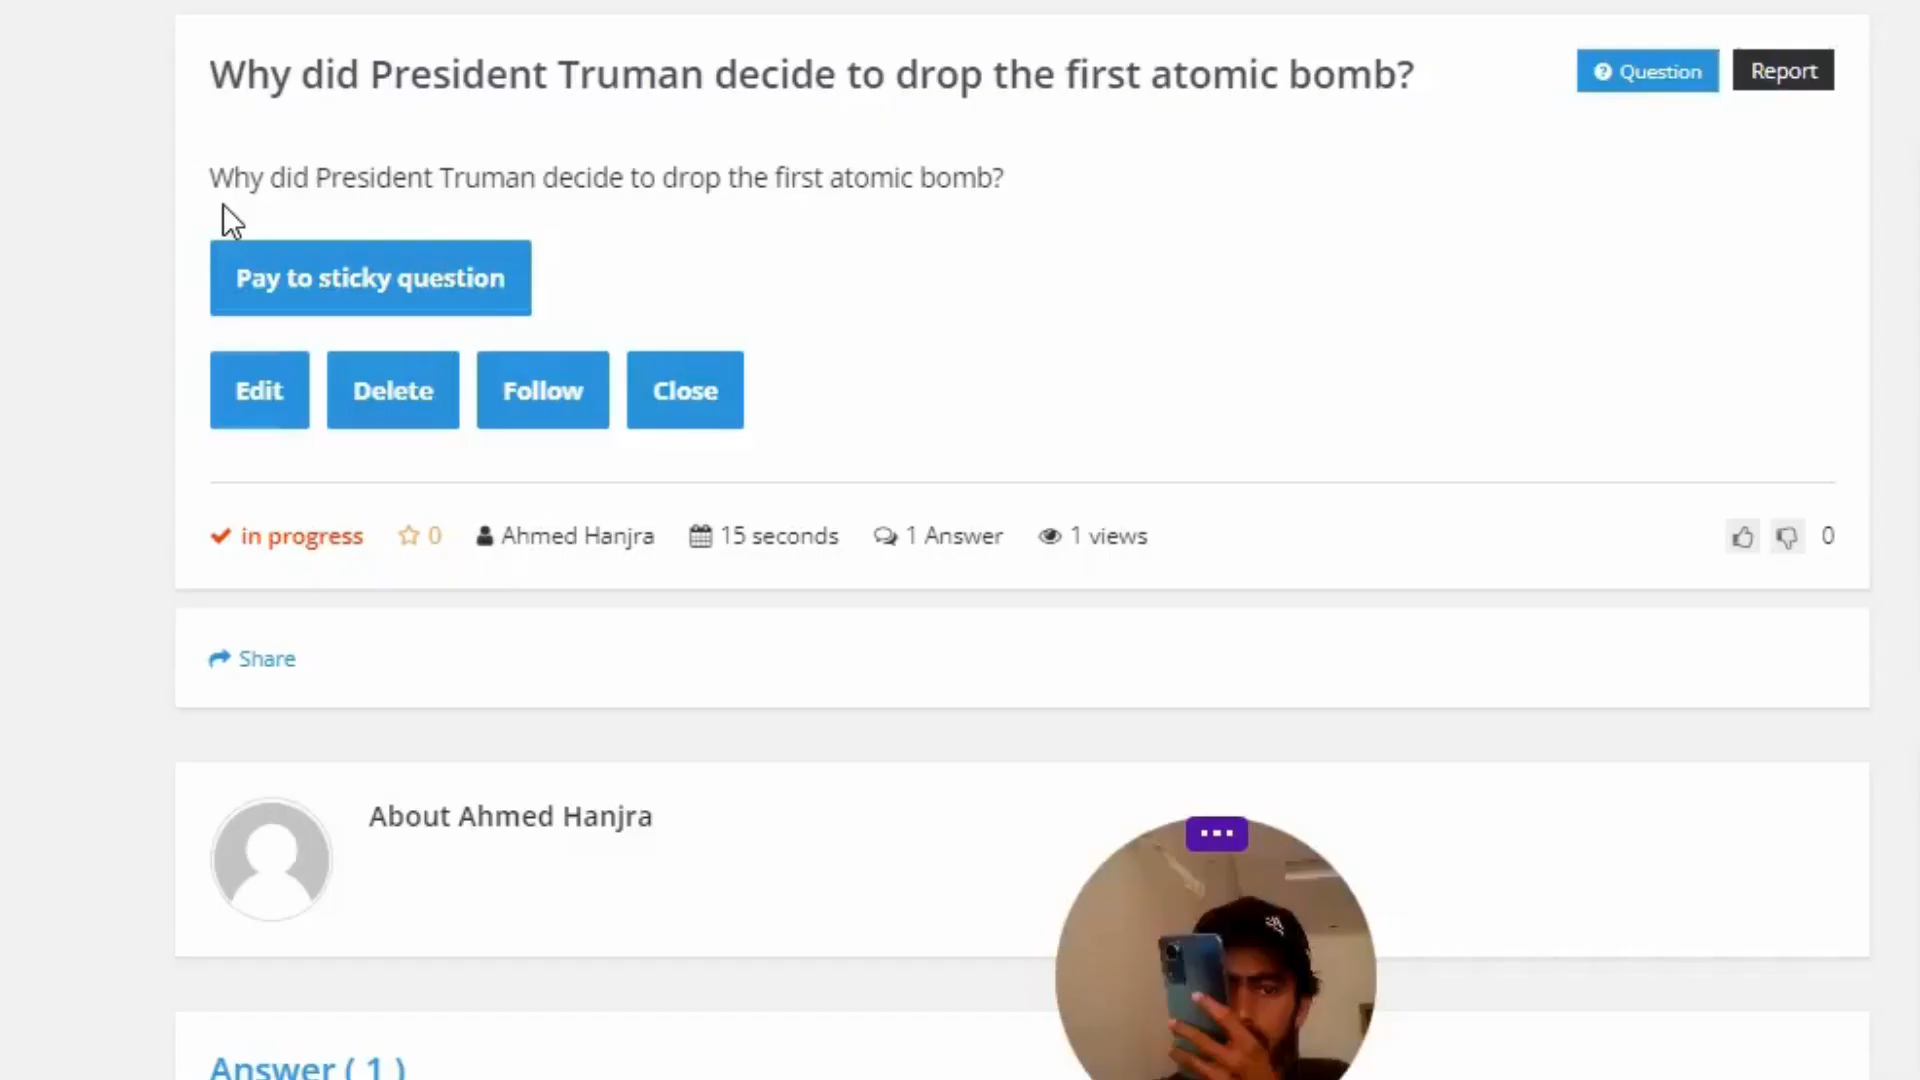 Why did President Truman decide to drop the first atomic bomb?
Question
Report
Why did President Truman decide to drop the first atomic bomb?
Pay to sticky question
Edit
Delete
Follow
Close
in progress
0
Ahmed Hanjra
15 seconds
1 Answer
1 views
0
Share
About Ahmed Hanjra
Answer ( 1 )